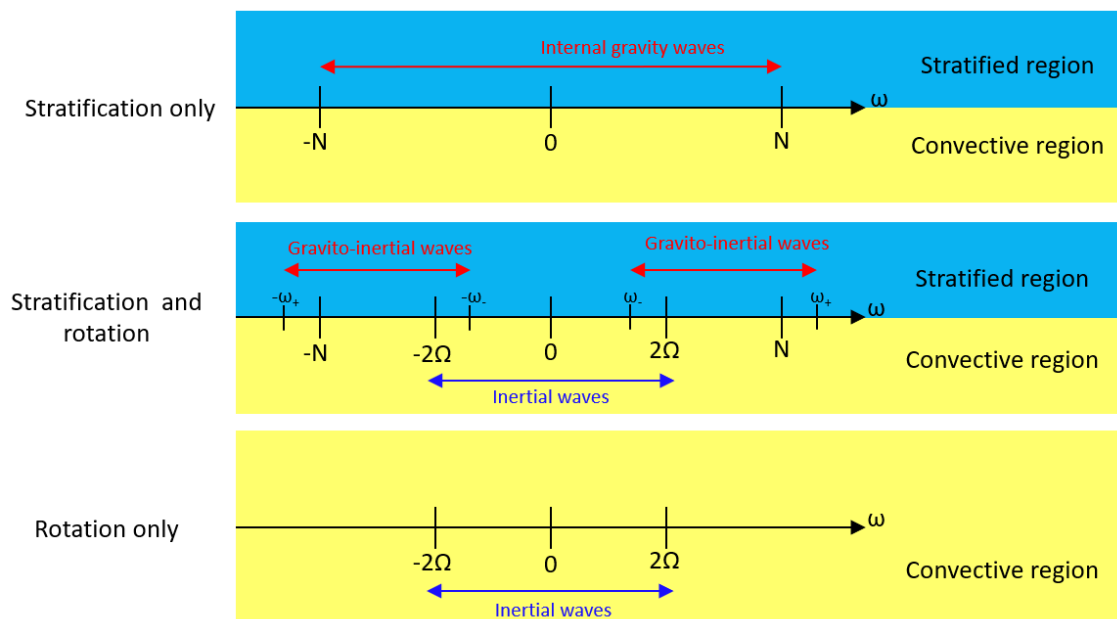 Internal gravity waves
Stratified region
Stratification only
ω
-N
0
N
Convective region
Gravito-inertial waves
Gravito-inertial waves
Stratified region
Stratification and
rotation
-ω₊
-ω₋
ω₋
ω₊
ω
-N
-2Ω
0
2Ω
N
Convective region
Inertial waves
Rotation only
ω
-2Ω
0
2Ω
Convective region
Inertial waves